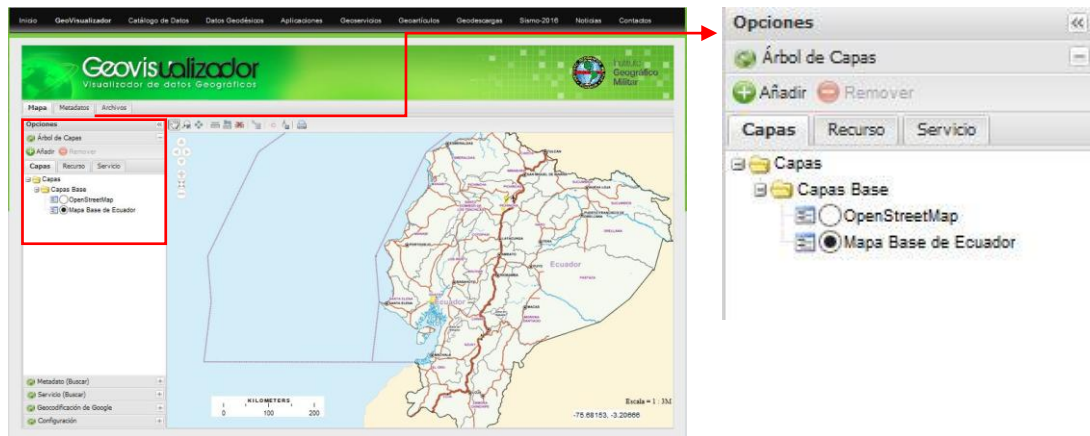 Inicio GeoVisualizador Catálogo de Datos Datos Geodésicos Aplicaciones Geoservicios Geoartículos Geodescargas Sismo-2016 Noticias Contactos
Geovisualizador
Visualizador de datos Geográficos
Instituto
Geográfico
Militar
Mapa Metadatos Archivos
Opciones
Árbol de Capas
Añadir Remover
Capas Recurso Servicio
Capas
Capas Base
OpenStreetMap
Mapa Base de Ecuador
Ecuador
Ecuador
KILOMETERS
0 100 200
Escala = 1 : 3M
-75.68153, -3.20666
Metadato (Buscar)
Servicio (Buscar)
Geocodificación de Google
Configuración
Opciones
Árbol de Capas
Añadir Remover
Capas Recurso Servicio
Capas
Capas Base
OpenStreetMap
Mapa Base de Ecuador